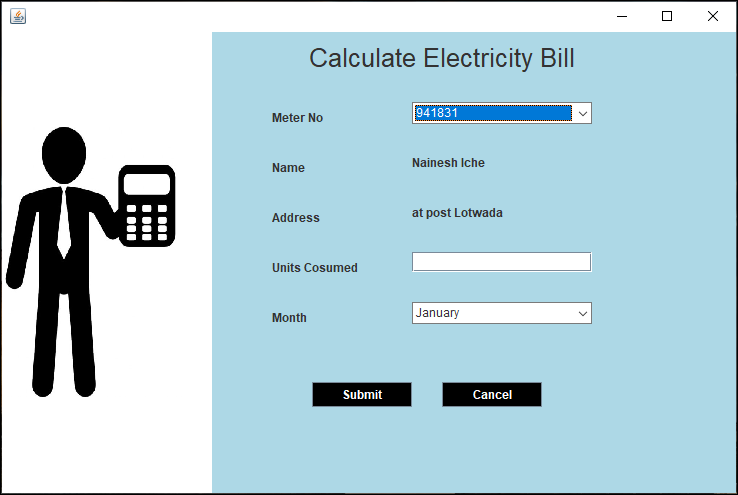 Calculate Electricity Bill
Meter No 941831
Name Nainesh Iche
Address at post Lotwada
Units Cosumed
Month January
Submit Cancel